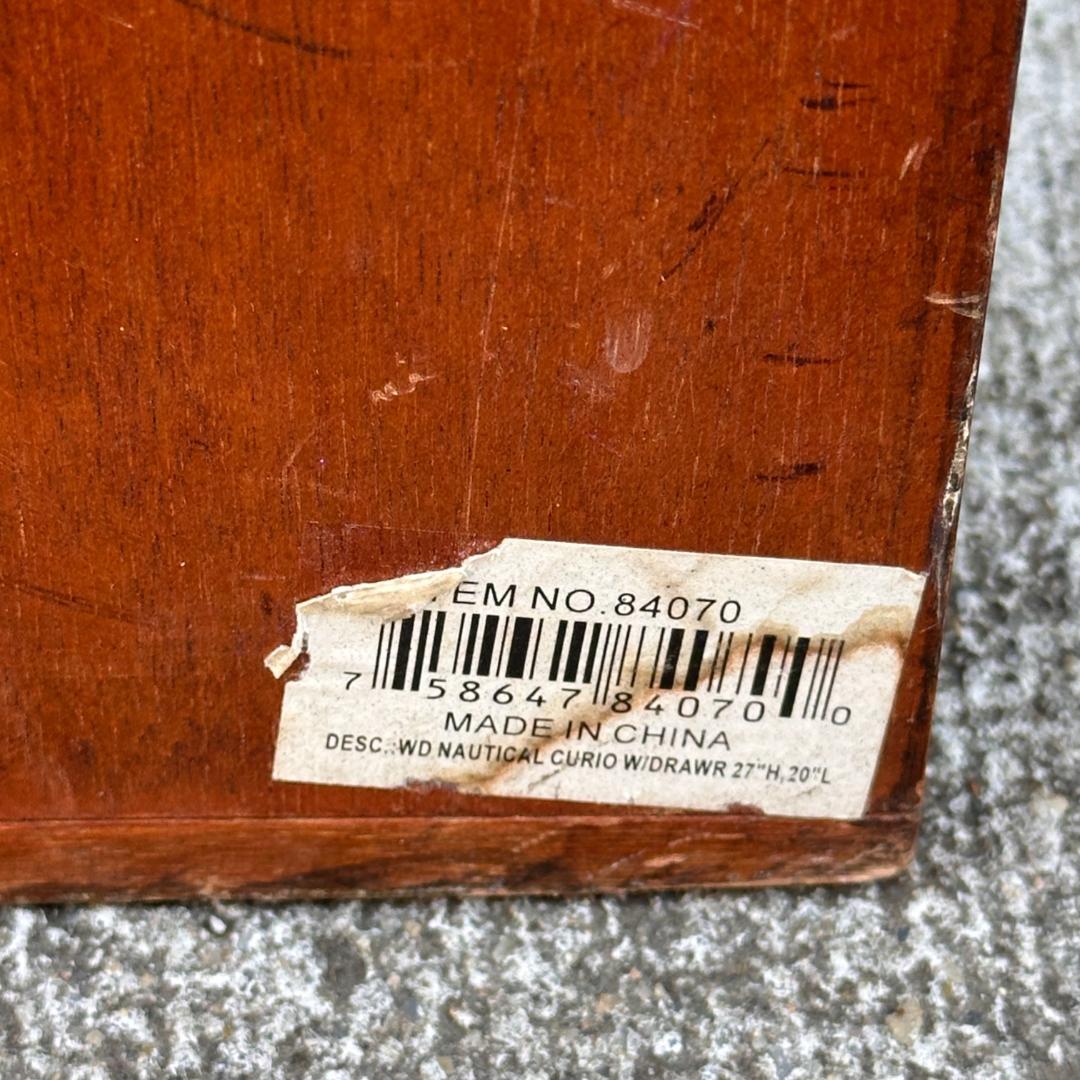 EM NO.84070
7 58647 84070 0
MADE IN CHINA
DESC.:WD NAUTICAL CURIO W/DRAWR 27"H,20"L